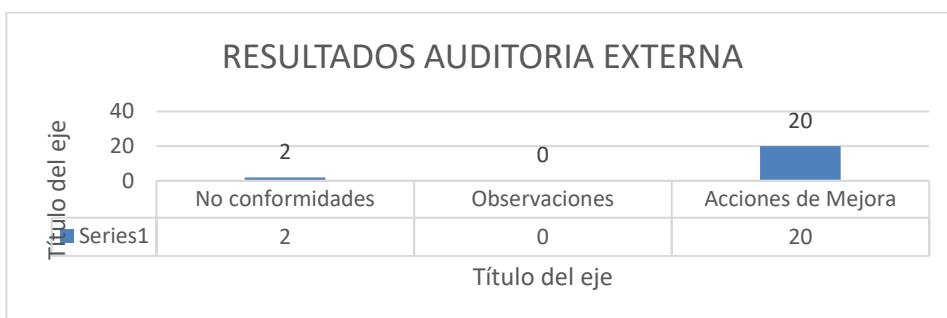 RESULTADOS AUDITORIA EXTERNA
Título del eje
40
20
0
2
0
20
No conformidades Observaciones Acciones de Mejora
Series1 2 0 20
Título del eje